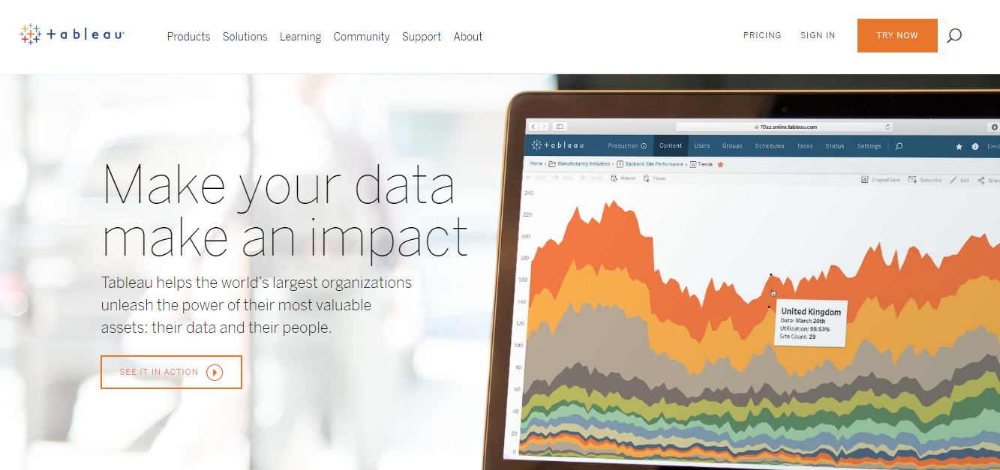 tableau
Products Solutions Learning Community Support About
PRICING SIGN IN TRY NOW
Make your data
make an impact
Tableau helps the world's largest organizations
unleash the power of their most valuable
assets: their data and their people.
SEE IT IN ACTION
10az.online.tableau.com
tableau Production Content Users Groups Schedules Tasks Status Settings
Home Manufacturing Indicators Backend Site Performance Trends
Undo Redo Revert Refresh Pause Original View Subscribe Edit
240
220
200
180
160
140
120
100
80
60
40
20
0
United Kingdom
Date: March 20th
Utilization: 98.53%
Site Count: 29